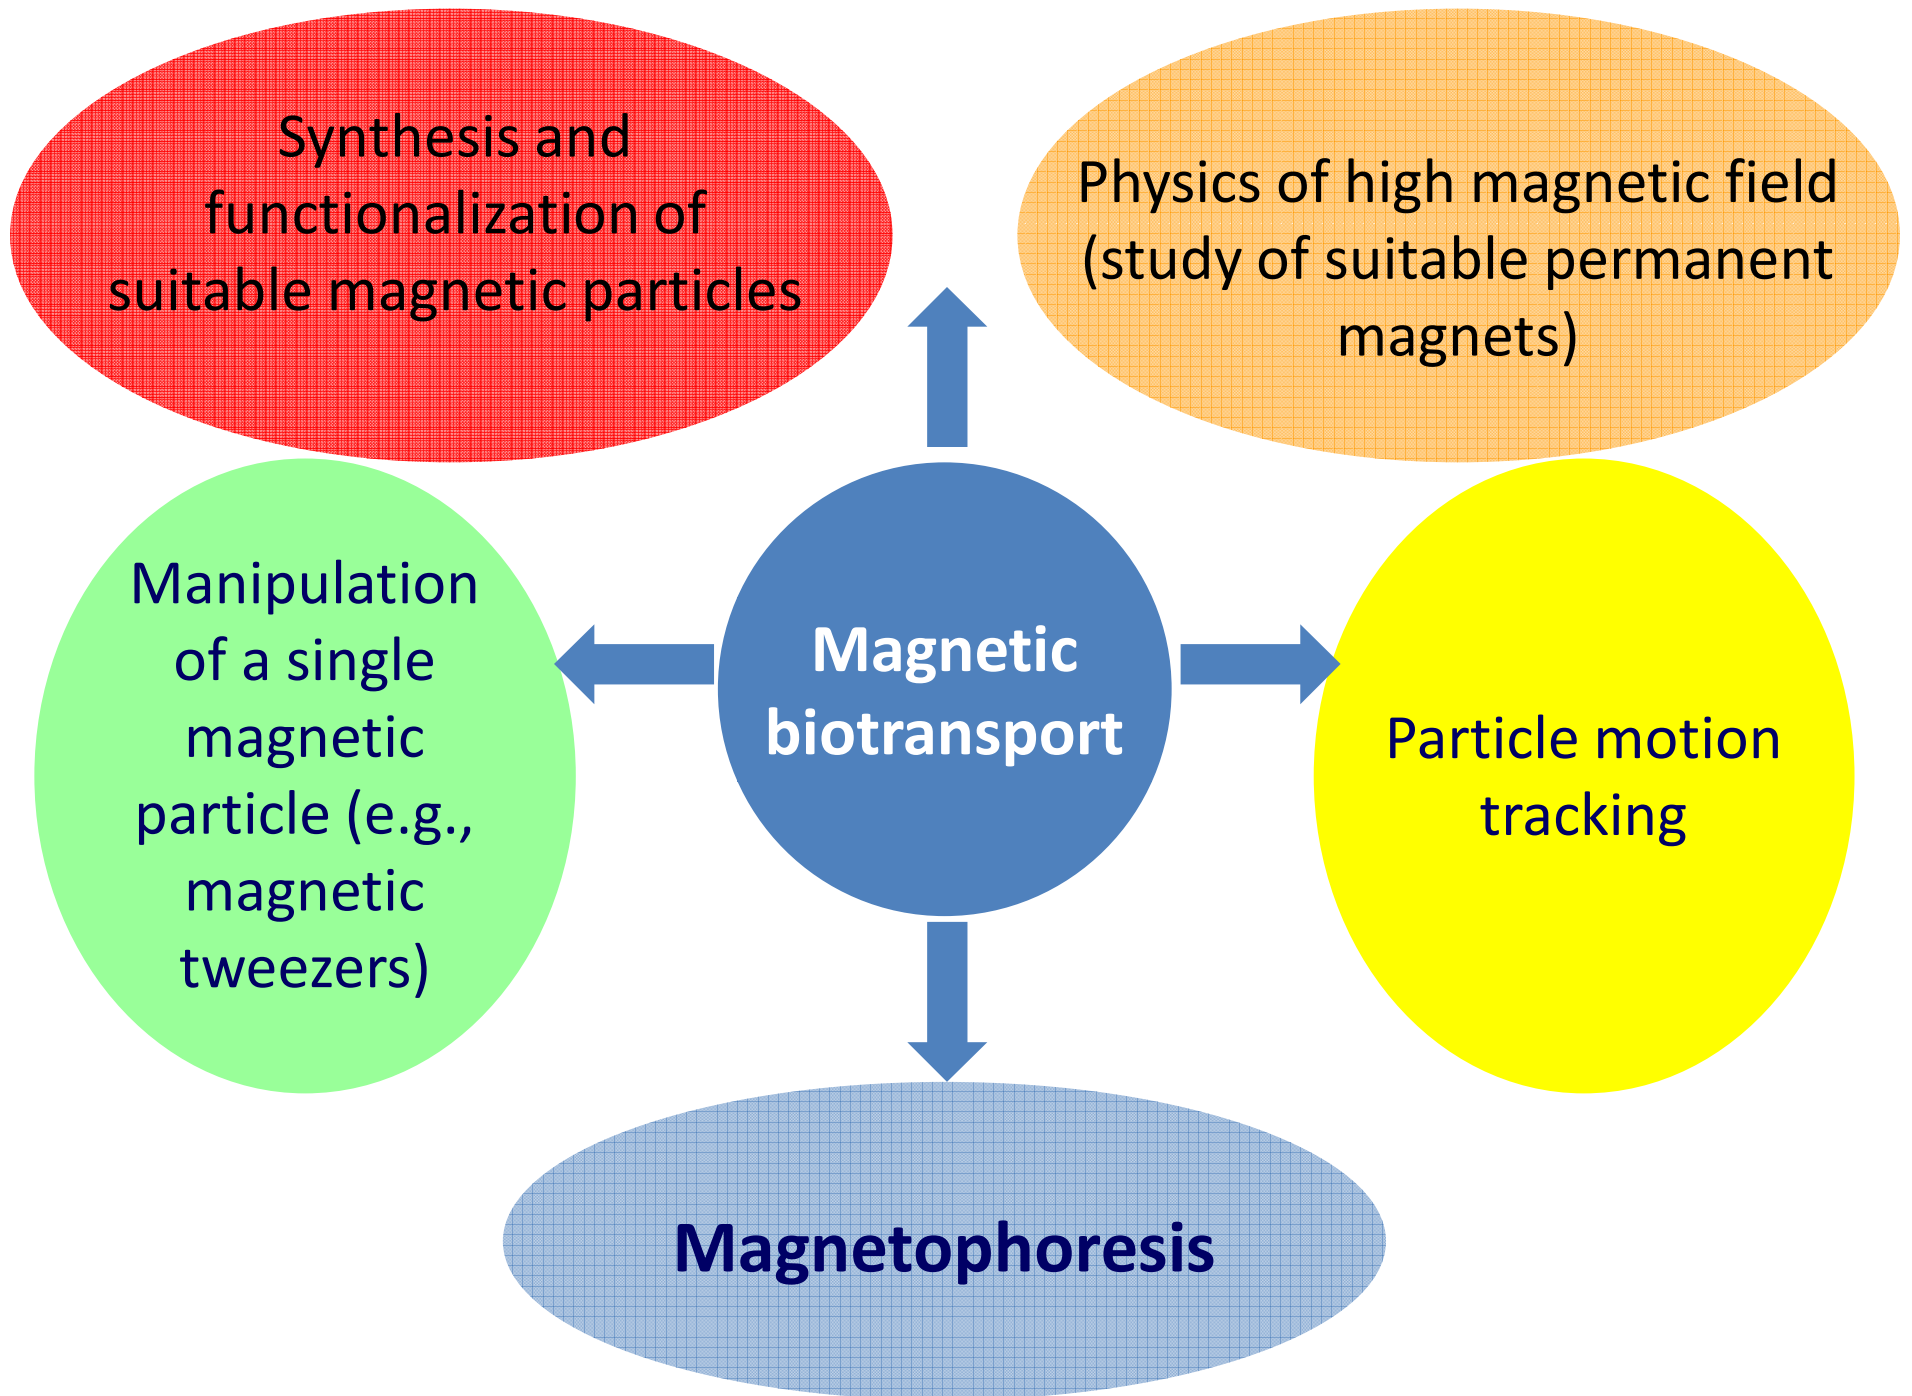 Synthesis and
functionalization of
suitable magnetic particles
Physics of high magnetic field
(study of suitable permanent
magnets)
Manipulation
of a single
magnetic
particle (e.g.,
magnetic
tweezers)
Magnetic
biotransport
Particle motion
tracking
Magnetophoresis